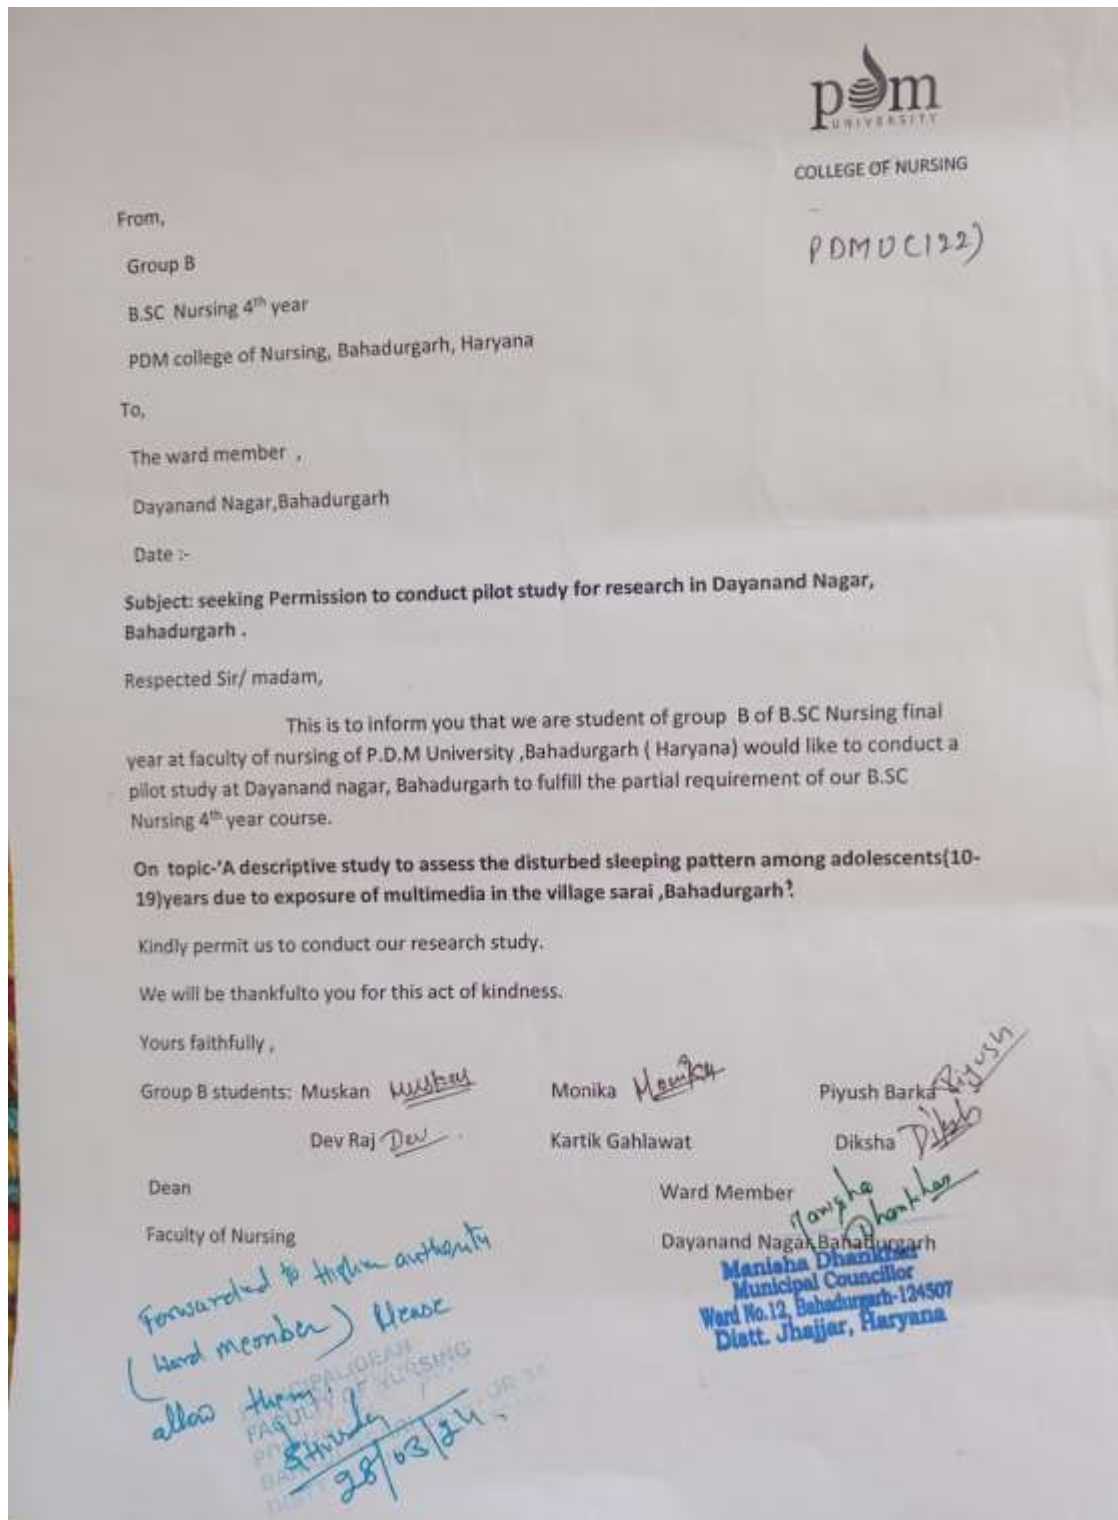 pdm
UNIVERSITY
COLLEGE OF NURSING
PDMU(122)
From,
Group B
B.SC Nursing 4th year
PDM college of Nursing, Bahadurgarh, Haryana
To,
The ward member ,
Dayanand Nagar,Bahadurgarh
Date :-
Subject: seeking Permission to conduct pilot study for research in Dayanand Nagar,
Bahadurgarh .
Respected Sir/ madam,
This is to inform you that we are student of group B of B.SC Nursing final
year at faculty of nursing of P.D.M University ,Bahadurgarh ( Haryana) would like to conduct a
pilot study at Dayanand nagar, Bahadurgarh to fulfill the partial requirement of our B.SC
Nursing 4th year course.
On topic-'A descriptive study to assess the disturbed sleeping pattern among adolescents(10-
19)years due to exposure of multimedia in the village sarai ,Bahadurgarh'.
Kindly permit us to conduct our research study.
We will be thankfulto you for this act of kindness.
Yours faithfully ,
Group B students: Muskan Muskan Monika Monika Piyush Barka Piyush
Dev Raj Dev Kartik Gahlawat Diksha Diksh
Dean Ward Member Manisha Dhankhar
Faculty of Nursing Dayanand Nagar,Bahadurgarh
Manisha Dhankhar
Municipal Councillor
Ward No.12, Bahadurgarh-124507
Distt. Jhajjar, Haryana
Forwarded to Higher authority
(Ward member) Please
allow them.
FACULTY OF NURSING
28/03/24